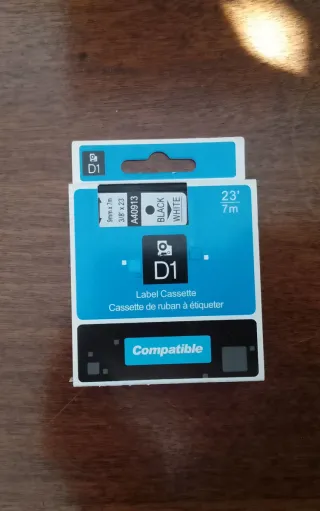 D1
9mm x 7m
3/8" x 23'
A40913
BLACK
WHITE
23'
7m
D1
Label Cassette
Cassette de ruban à étiqueter
Compatible